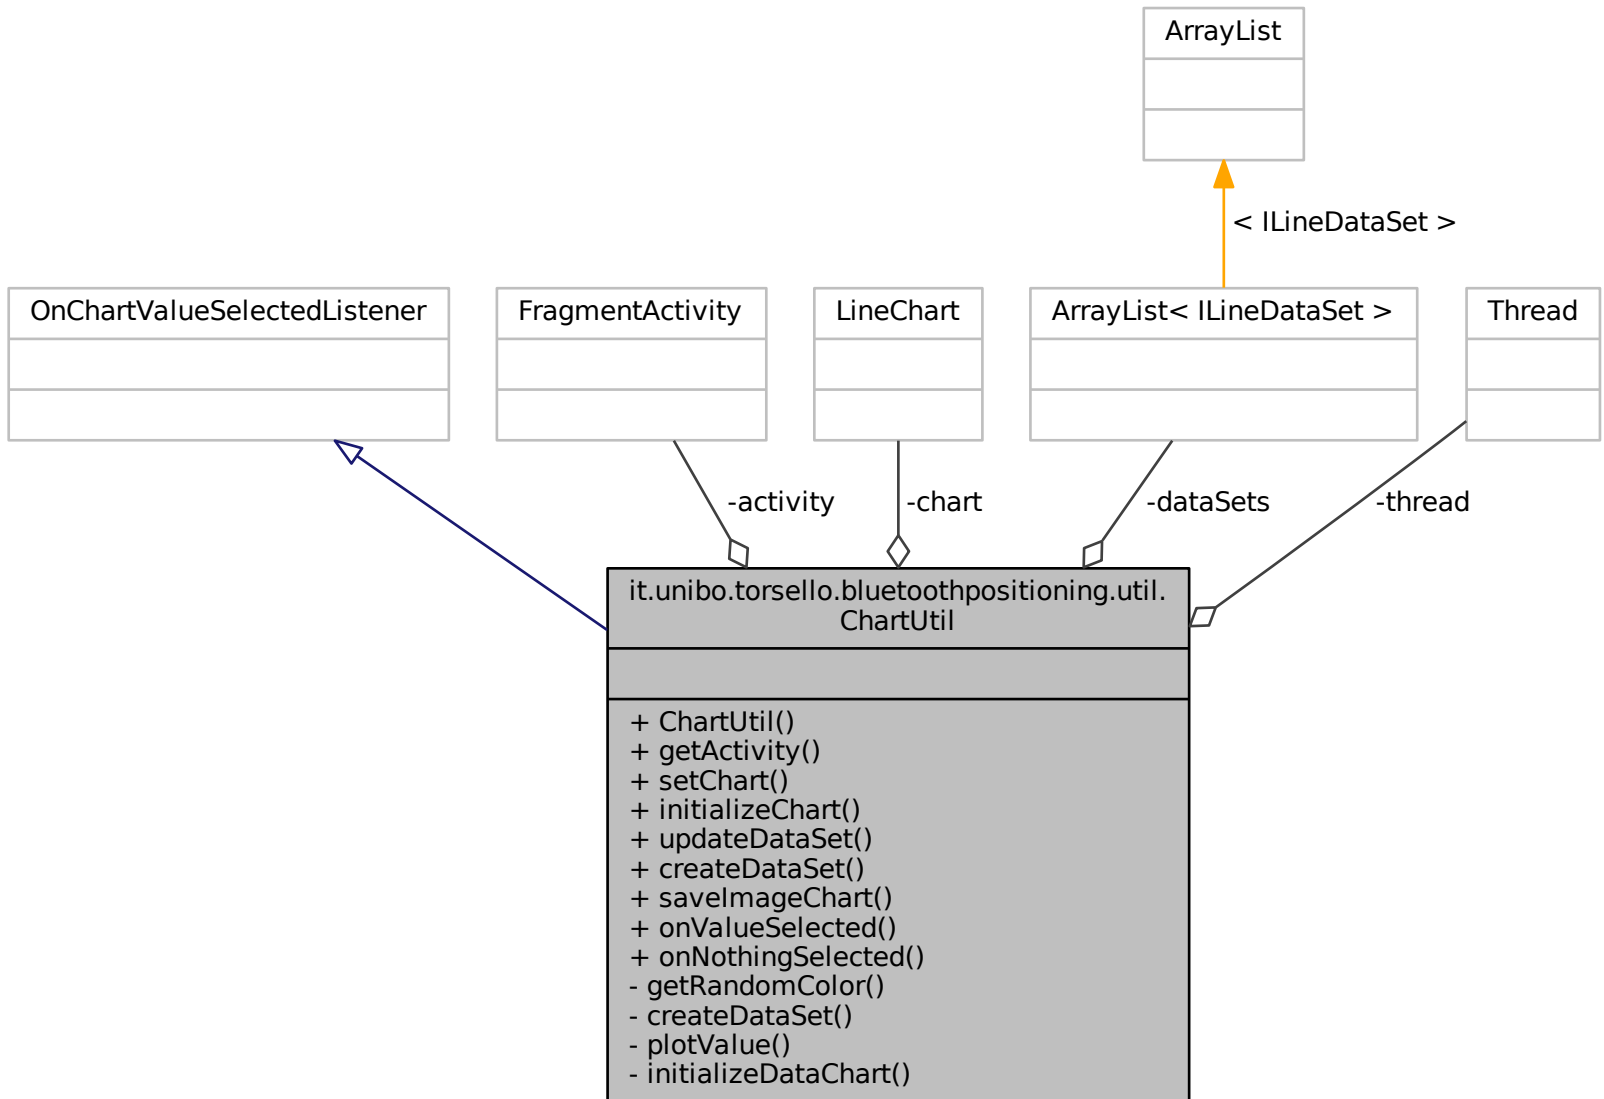 ArrayList
< ILineDataSet >
OnChartValueSelectedListener
FragmentActivity
LineChart
ArrayList< ILineDataSet >
Thread
-activity
-chart
-dataSets
-thread
it.unibo.torsello.bluetoothpositioning.util.
ChartUtil
+ ChartUtil()
+ getActivity()
+ setChart()
+ initializeChart()
+ updateDataSet()
+ createDataSet()
+ saveImageChart()
+ onValueSelected()
+ onNothingSelected()
- getRandomColor()
- createDataSet()
- plotValue()
- initializeDataChart()